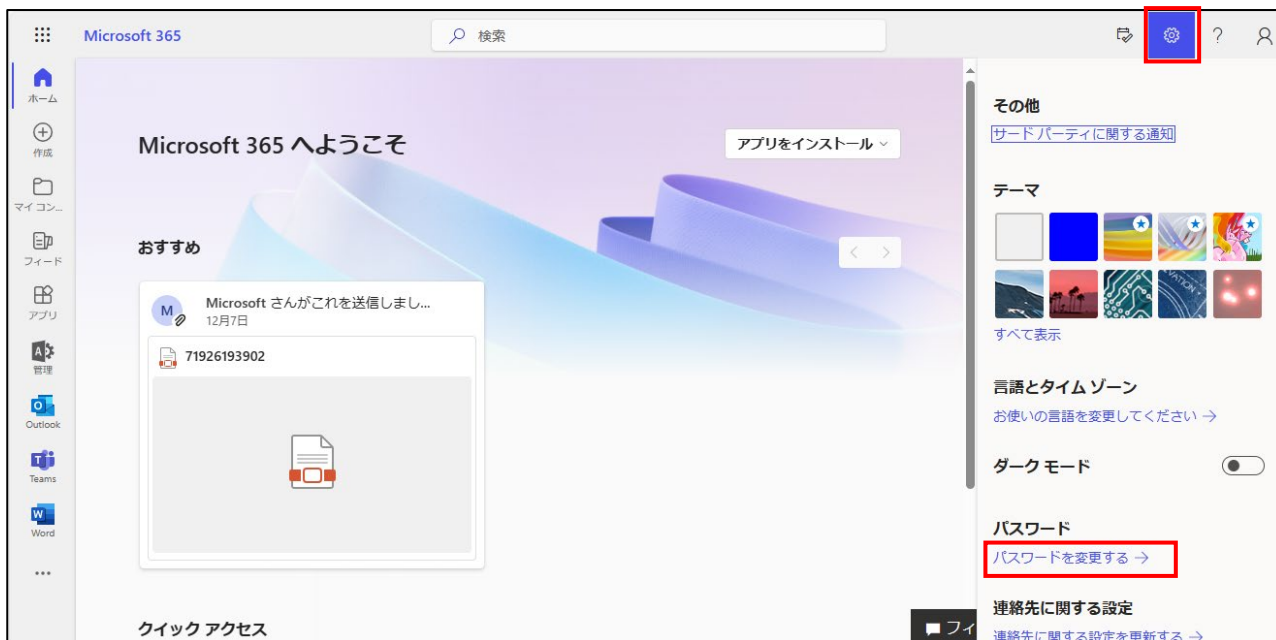 Microsoft 365
検索
?
ホーム
作成
マイ コン...
フィード
アプリ
管理
Outlook
Teams
Word
Microsoft 365 へようこそ
アプリをインストール
おすすめ
M
Microsoft さんがこれを送信しまし...
12月7日
71926193902
クイック アクセス
フィ
その他
サード パーティに関する通知
テーマ
すべて表示
言語とタイム ゾーン
お使いの言語を変更してください →
ダーク モード
パスワード
パスワードを変更する →
連絡先に関する設定
連絡先に関する設定を更新する →